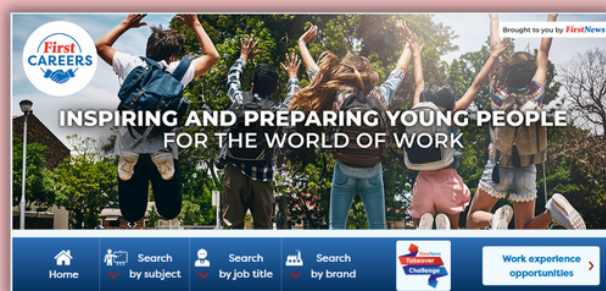 First
CAREERS
Brought to you by FirstNews
INSPIRING AND PREPARING YOUNG PEOPLE
FOR THE WORLD OF WORK
Home
Search
by subject
Search
by job title
Search
by brand
FirstNews
Takeover
Challenge
Work experience
opportunities